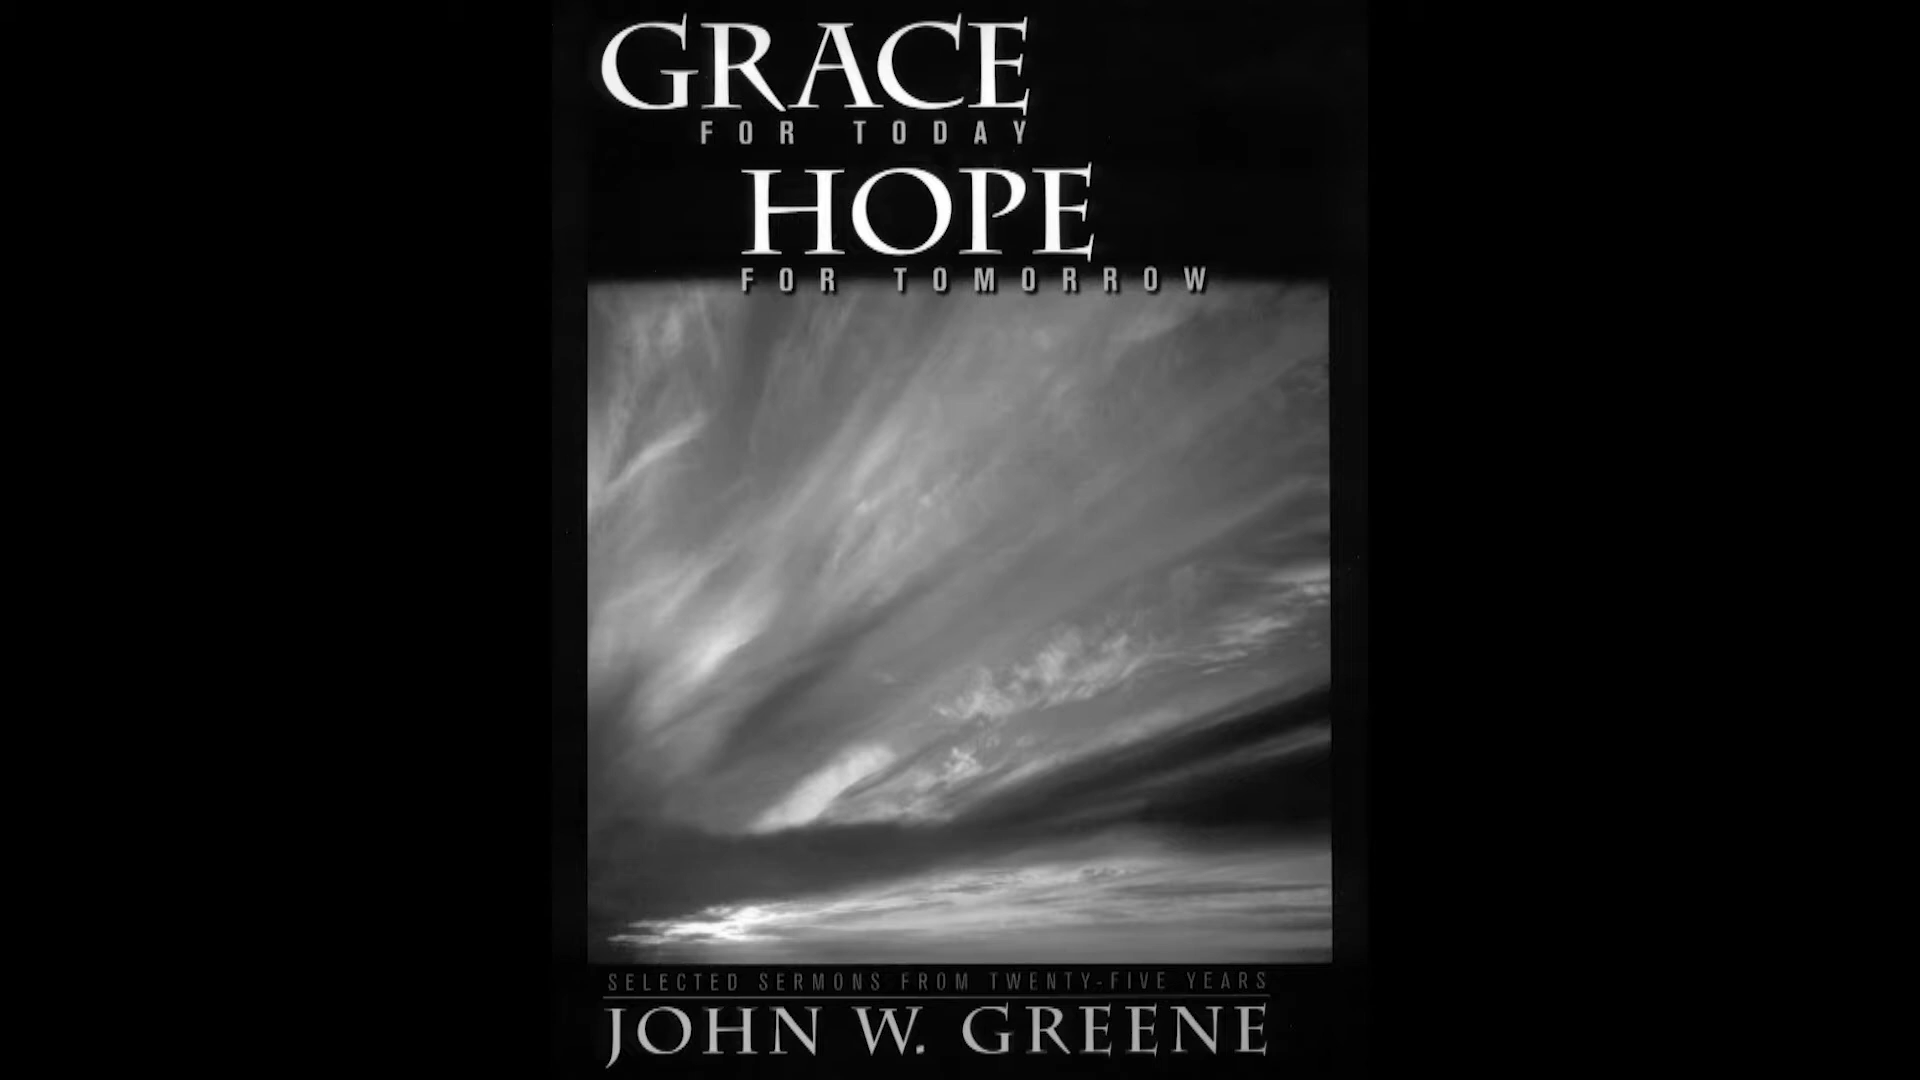 GRACE
FOR TODAY
HOPE
FOR TOMORROW
SELECTED SERMONS FROM TWENTY-FIVE YEARS
JOHN W. GREENE